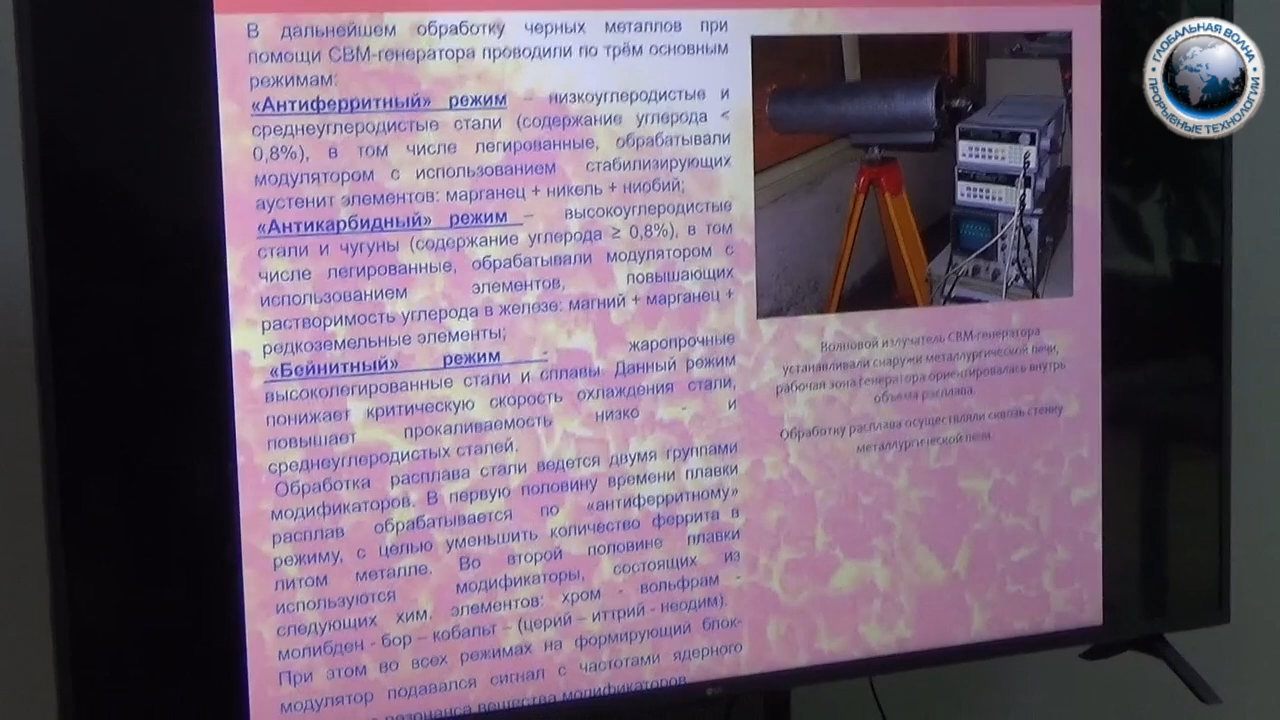 В дальнейшем обработку черных металлов при
помощи СВМ-генератора проводили по трём основным
режимам:
«Антиферритный» режим – низкоуглеродистые и
среднеуглеродистые стали (содержание углерода <
0,8%), в том числе легированные, обрабатывали
модулятором с использованием стабилизирующих
аустенит элементов: марганец + никель + ниобий;
«Антикарбидный» режим – высокоуглеродистые
стали и чугуны (содержание углерода ≥ 0,8%), в том
числе легированные, обрабатывали модулятором с
использованием элементов, повышающих
растворимость углерода в железе: магний + марганец +
редкоземельные элементы;
«Бейнитный» режим - жаропрочные
высоколегированные стали и сплавы. Данный режим
понижает критическую скорость охлаждения стали,
повышает прокаливаемость низко - и
среднеуглеродистых сталей.
Обработка расплава стали ведется двумя группами
модификаторов. В первую половину времени плавки
расплав обрабатывается по «антиферритному»
режиму, с целью уменьшить количество феррита в
литом металле. Во второй половине плавки
используются модификаторы, состоящих из
следующих хим. элементов: хром - вольфрам -
молибден - бор – кобальт – (церий – иттрий - неодим).
При этом во всех режимах на формирующий блок-
модулятор подавался сигнал с частотами ядерного
резонанса вещества модификаторов.
Волновой излучатель СВМ-генератора
устанавливали снаружи металлургической печи,
рабочая зона генератора ориентировалась внутрь
объема расплава.
Обработку расплава осуществляли сквозь стенку
металлургической печи.
ГЛОБАЛЬНАЯ ВОЛНА
ПРОРЫВНЫЕ ТЕХНОЛОГИИ
LG